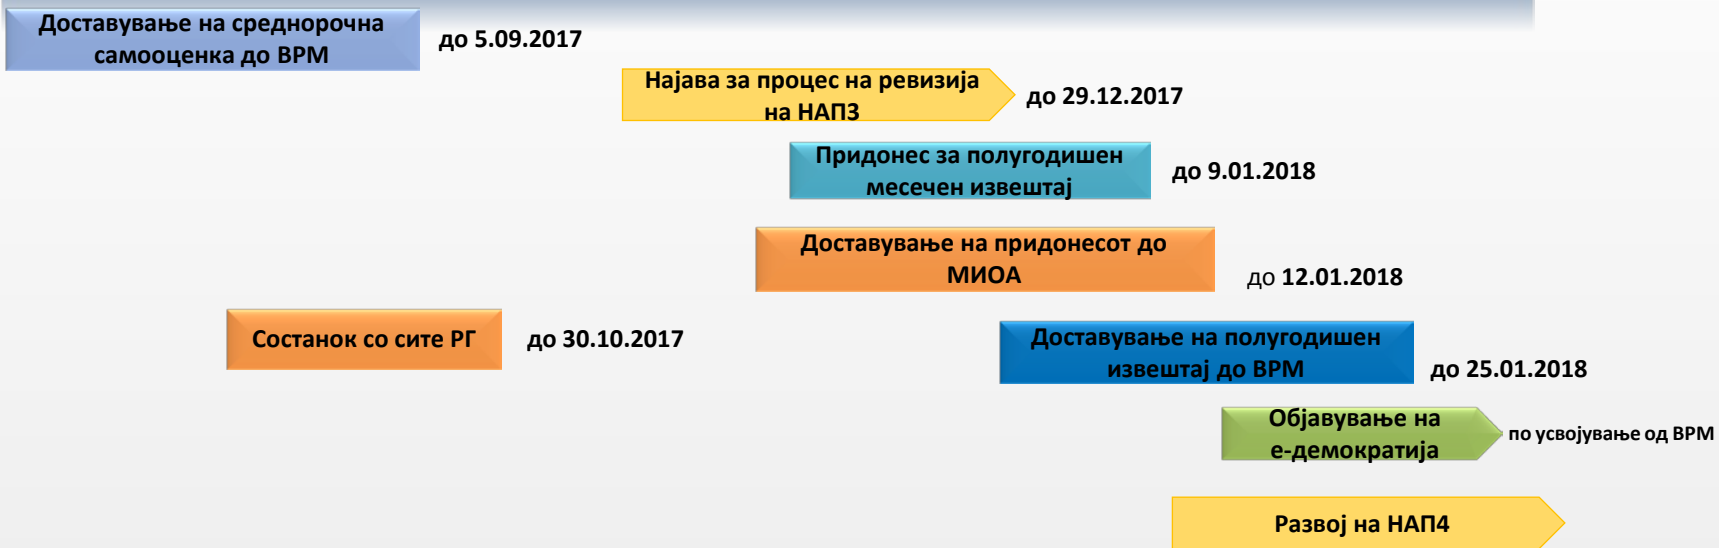 Доставување на среднорочна
самооценка до ВРМ
до 5.09.2017
Најава за процес на ревизија
на НАП3
до 29.12.2017
Придонес за полугодишен
месечен извештај
до 9.01.2018
Доставување на придонесот до
МИОА
до 12.01.2018
Состанок со сите РГ
до 30.10.2017
Доставување на полугодишен
извештај до ВРМ
до 25.01.2018
Објавување на
е-демократија
по усвојување од ВРМ
Развој на НАП4